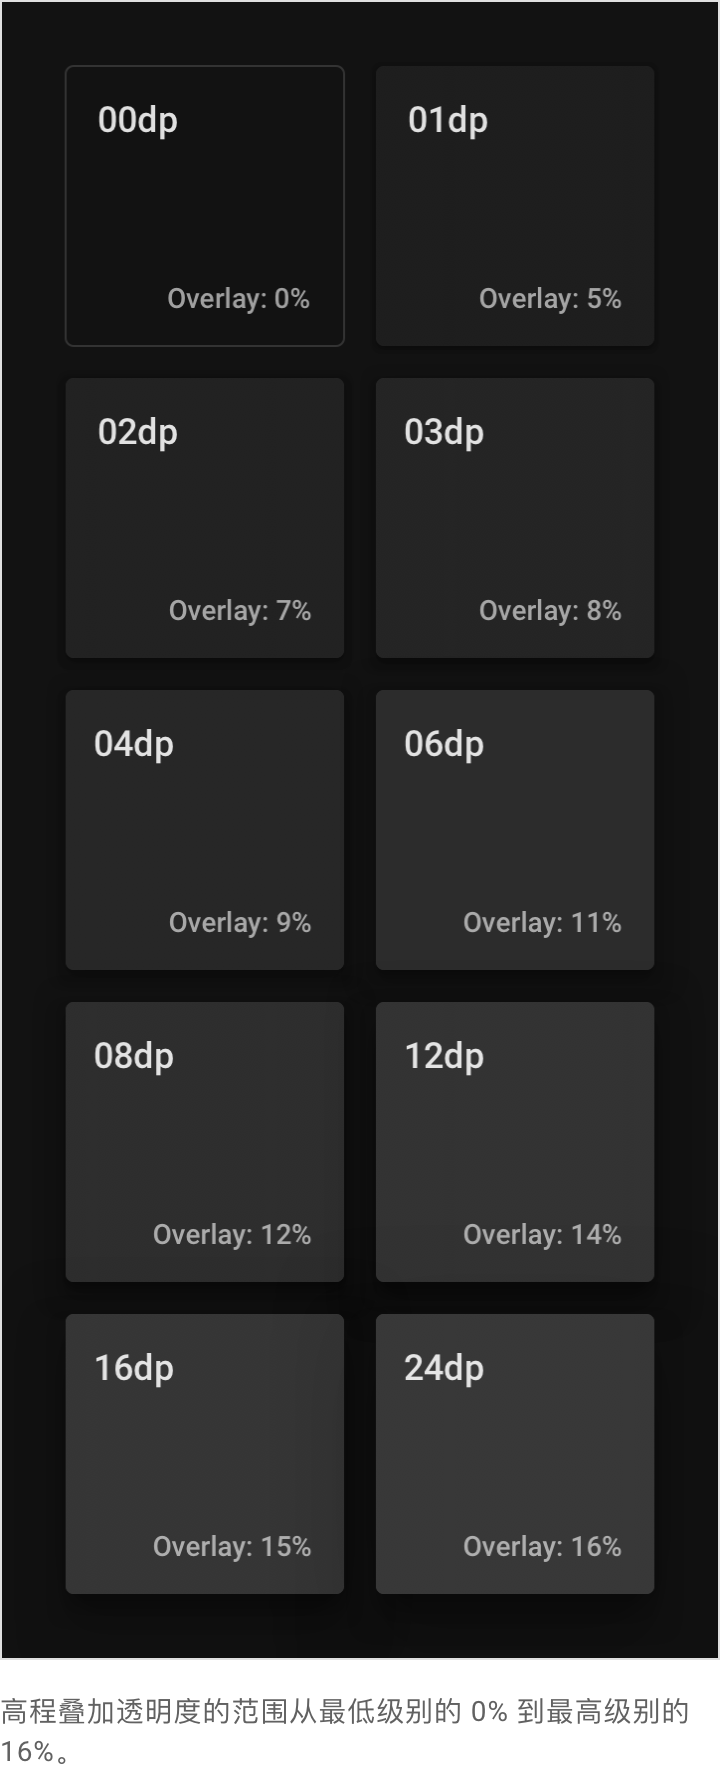 00dp
Overlay: 0%
01dp
Overlay: 5%
02dp
Overlay: 7%
03dp
Overlay: 8%
04dp
Overlay: 9%
06dp
Overlay: 11%
08dp
Overlay: 12%
12dp
Overlay: 14%
16dp
Overlay: 15%
24dp
Overlay: 16%
高程叠加透明度的范围从最低级别的 0% 到最高级别的
16%。